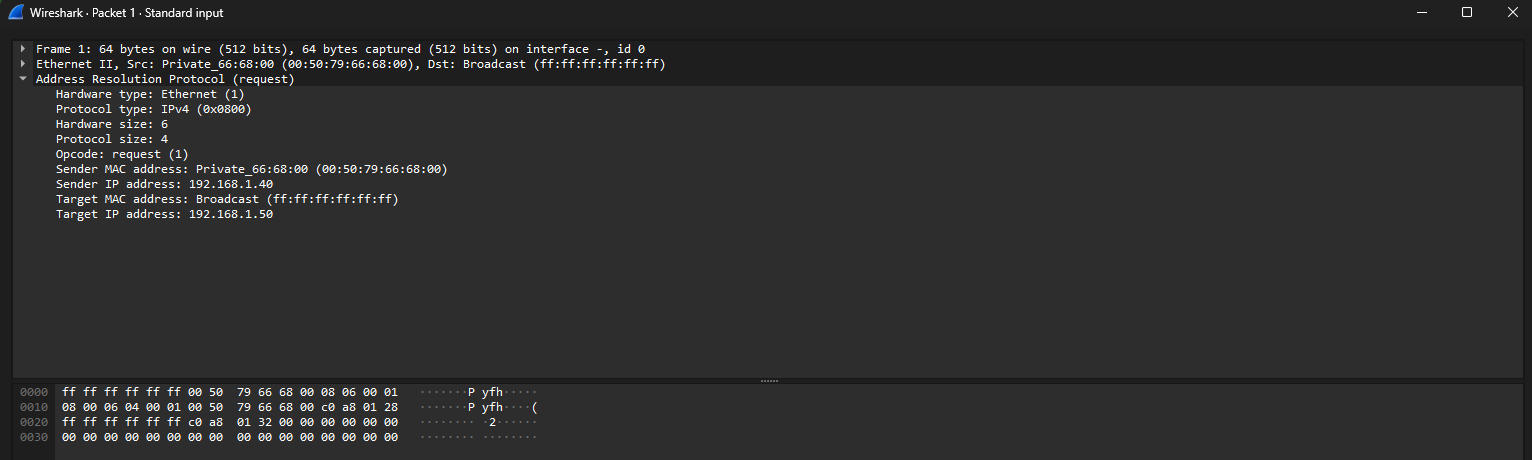 Wireshark · Packet 1 · Standard input
Frame 1: 64 bytes on wire (512 bits), 64 bytes captured (512 bits) on interface -, id 0
Ethernet II, Src: Private_66:68:00 (00:50:79:66:68:00), Dst: Broadcast (ff:ff:ff:ff:ff:ff)
Address Resolution Protocol (request)
Hardware type: Ethernet (1)
Protocol type: IPv4 (0x0800)
Hardware size: 6
Protocol size: 4
Opcode: request (1)
Sender MAC address: Private_66:68:00 (00:50:79:66:68:00)
Sender IP address: 192.168.1.40
Target MAC address: Broadcast (ff:ff:ff:ff:ff:ff)
Target IP address: 192.168.1.50
0000 ff ff ff ff ff ff 00 50 79 66 68 00 08 06 00 01 ·······P yfh·····
0010 08 00 06 04 00 01 00 50 79 66 68 00 c0 a8 01 28 ·······P yfh····(
0020 ff ff ff ff ff ff c0 a8 01 32 00 00 00 00 00 00 ········ ·2······
0030 00 00 00 00 00 00 00 00 00 00 00 00 00 00 00 00 ········ ········